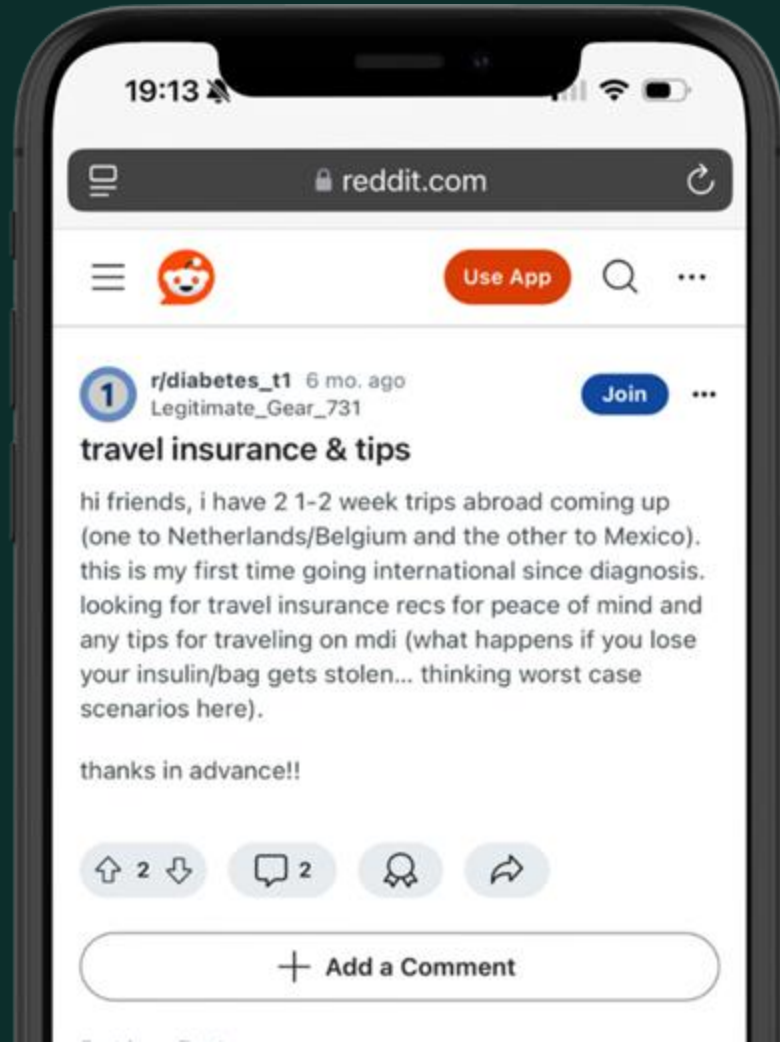 19:13
reddit.com
Use App
r/diabetes_t1 6 mo. ago
Join
1
Legitimate_Gear_731
travel insurance & tips
hi friends, i have 2 1-2 week trips abroad coming up
(one to Netherlands/Belgium and the other to Mexico).
this is my first time going international since diagnosis.
looking for travel insurance recs for peace of mind and
any tips for traveling on mdi (what happens if you lose
your insulin/bag gets stolen... thinking worst case
scenarios here).
thanks in advance!!
2
2
Add a Comment